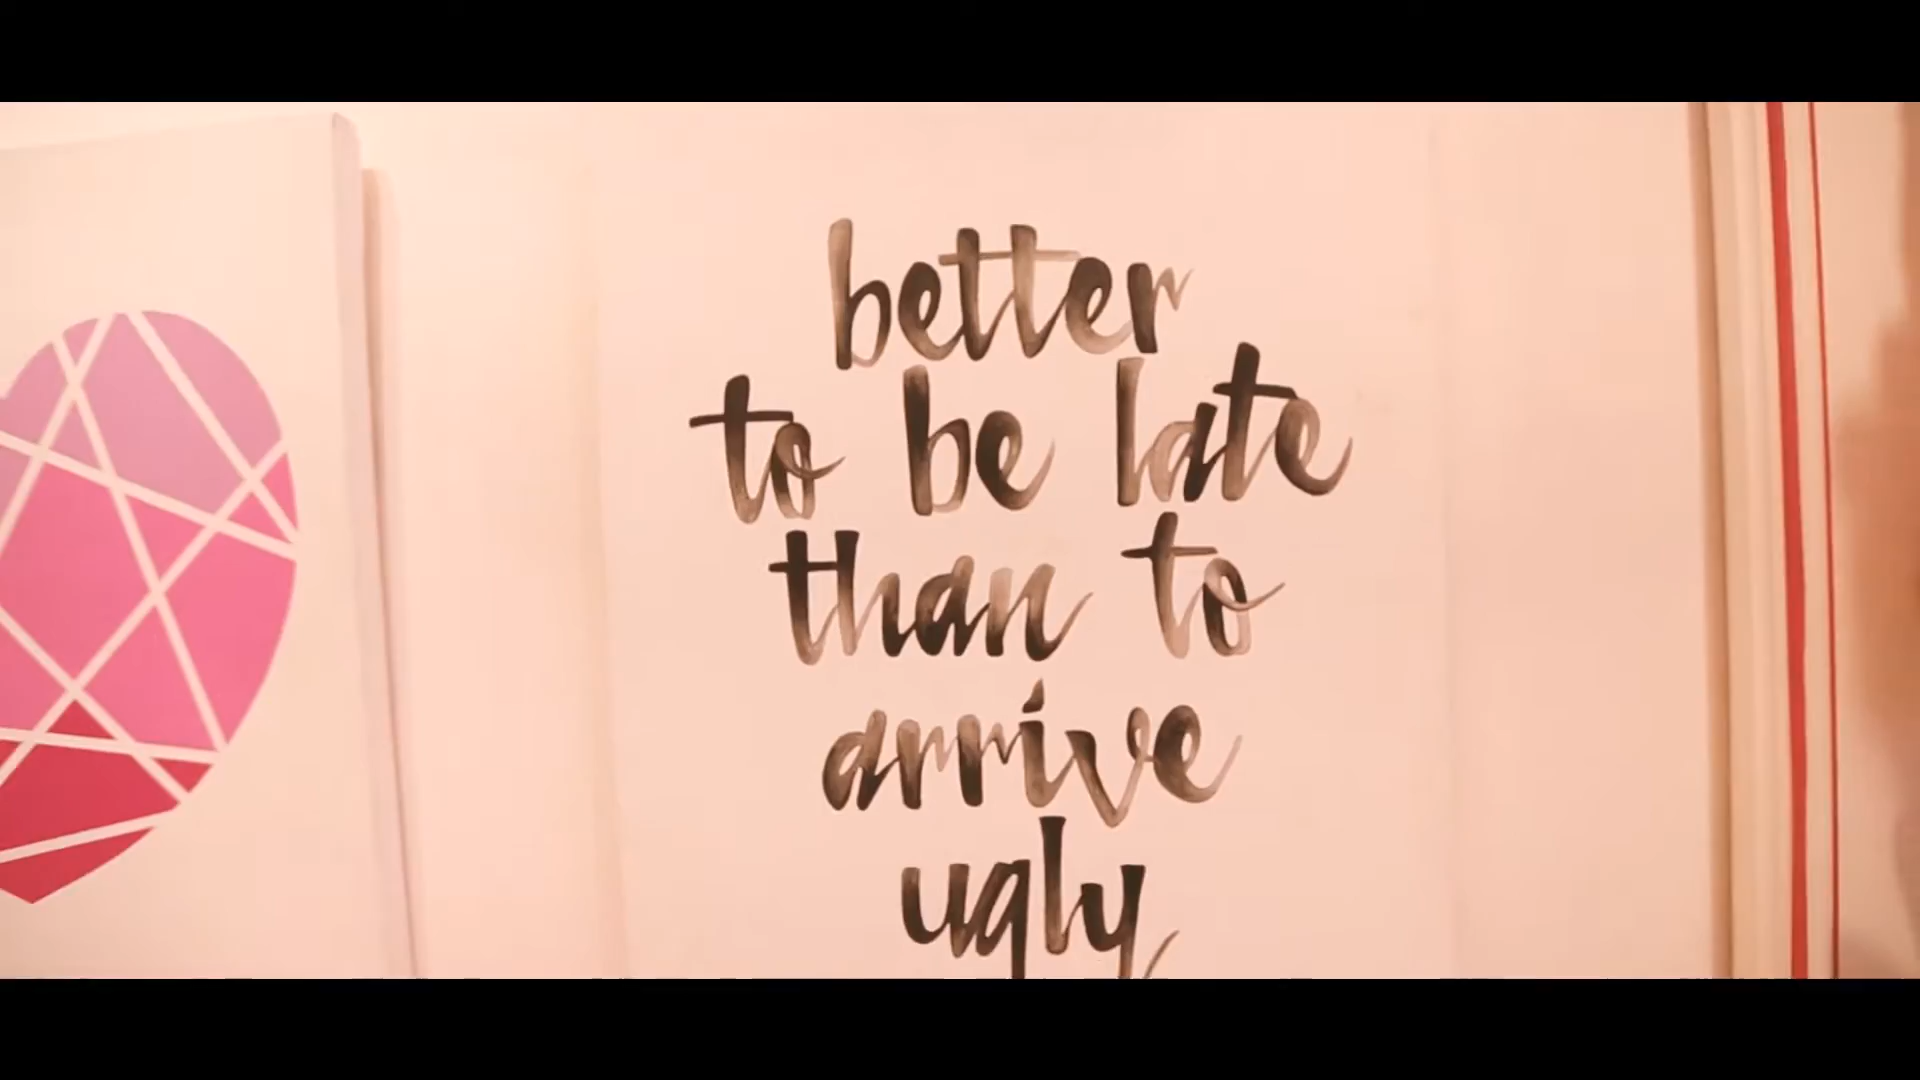 better
to be late
than to
arrive
ugly